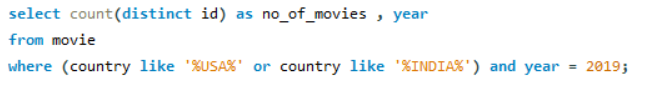 select count(distinct id) as no_of_movies , year
from movie
where (country like '%USA%' or country like '%INDIA%') and year = 2019;